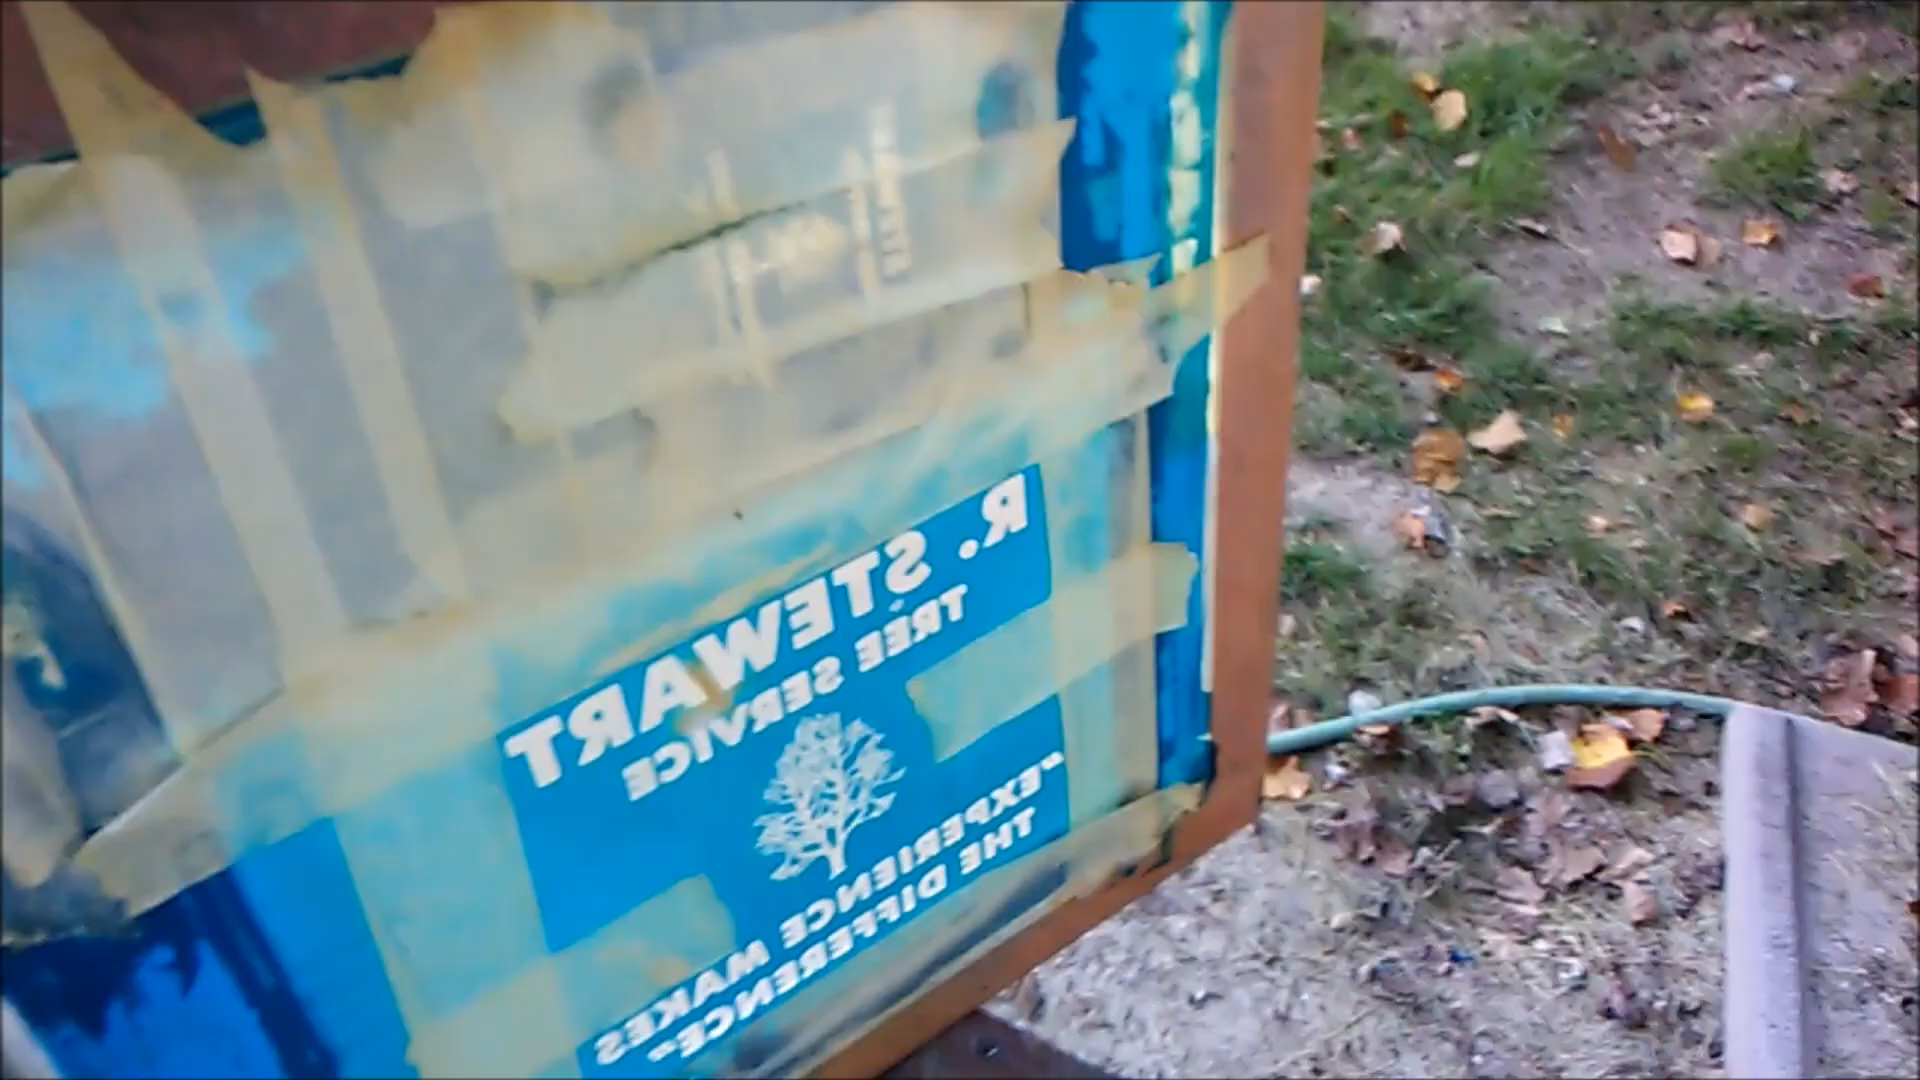 R. STEWART
TREE SERVICE
"EXPERIENCE MAKES
THE DIFFERENCE"